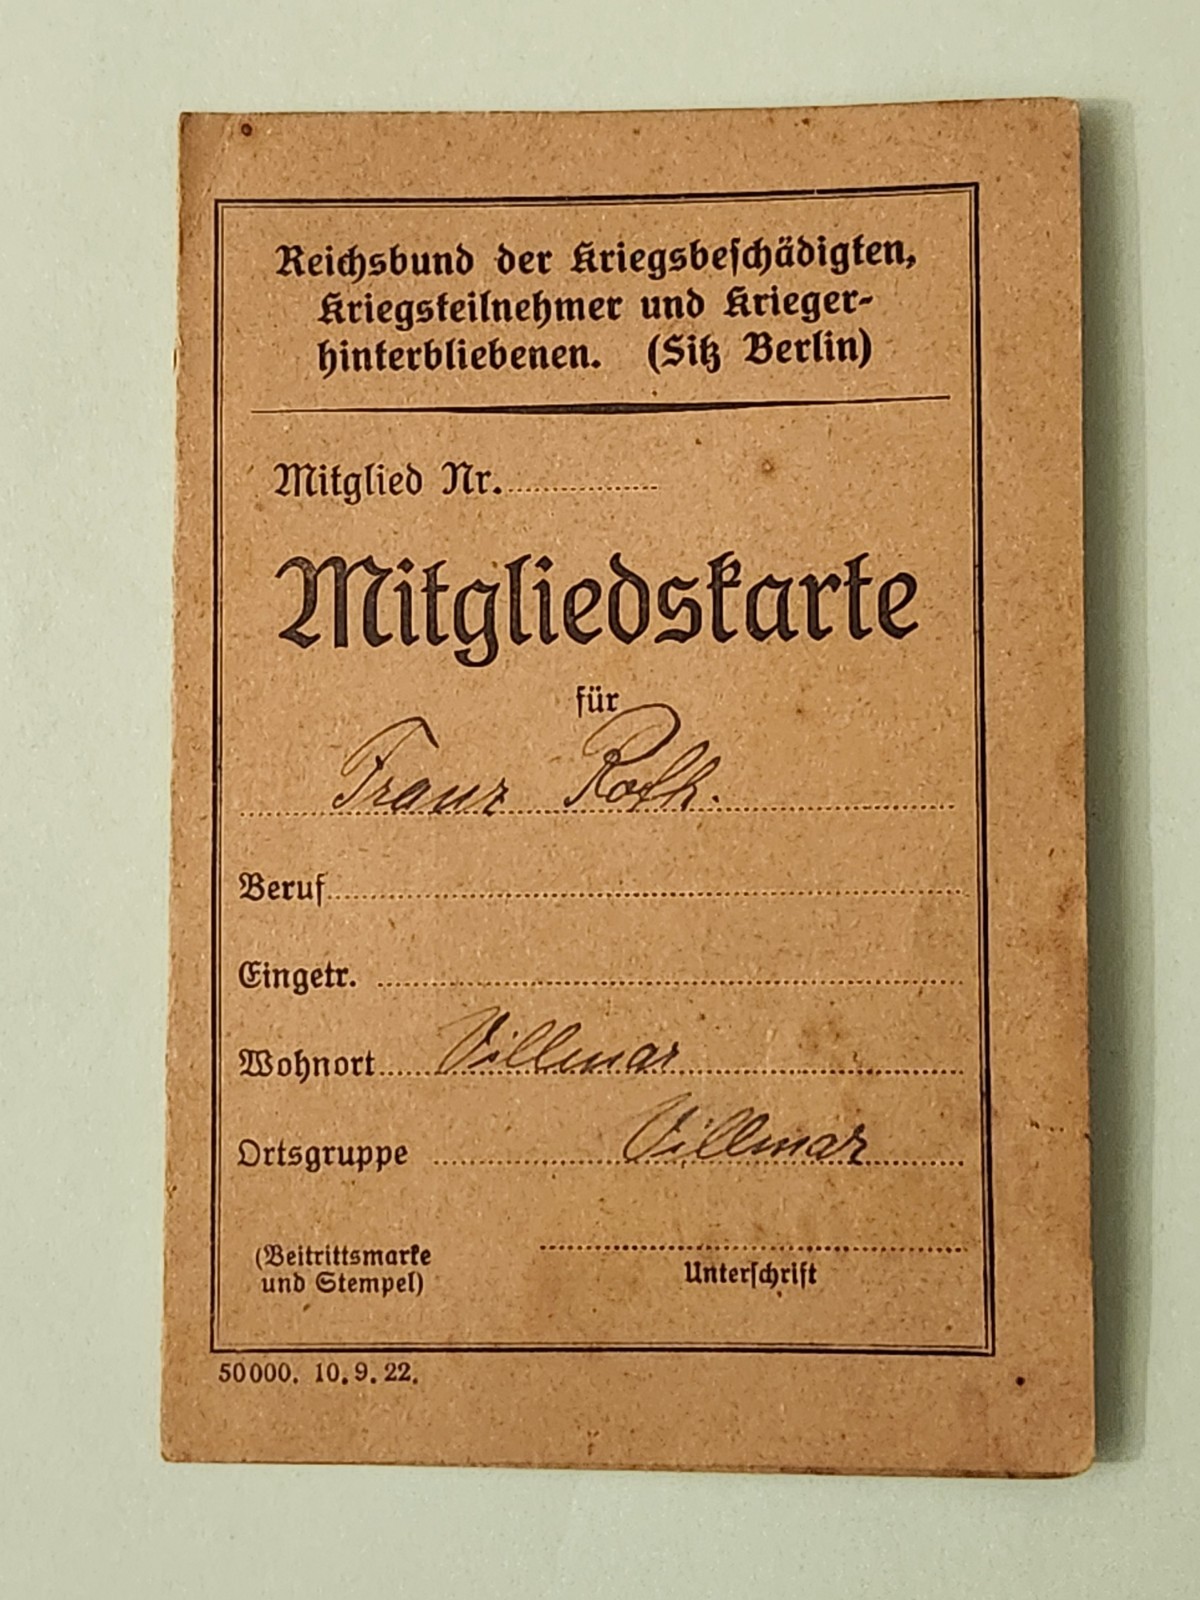 Reichsbund der Kriegsbeschädigten,
Kriegsteilnehmer und Krieger-
hinterbliebenen. (Sitz Berlin)
Mitglied Nr.
Mitgliedskarte
für
Franz Roth.
Beruf
Eingetr.
Wohnort Villmar
Ortsgruppe Villmar
(Beitrittsmarke
und Stempel)
Unterschrift
50000. 10. 9. 22.